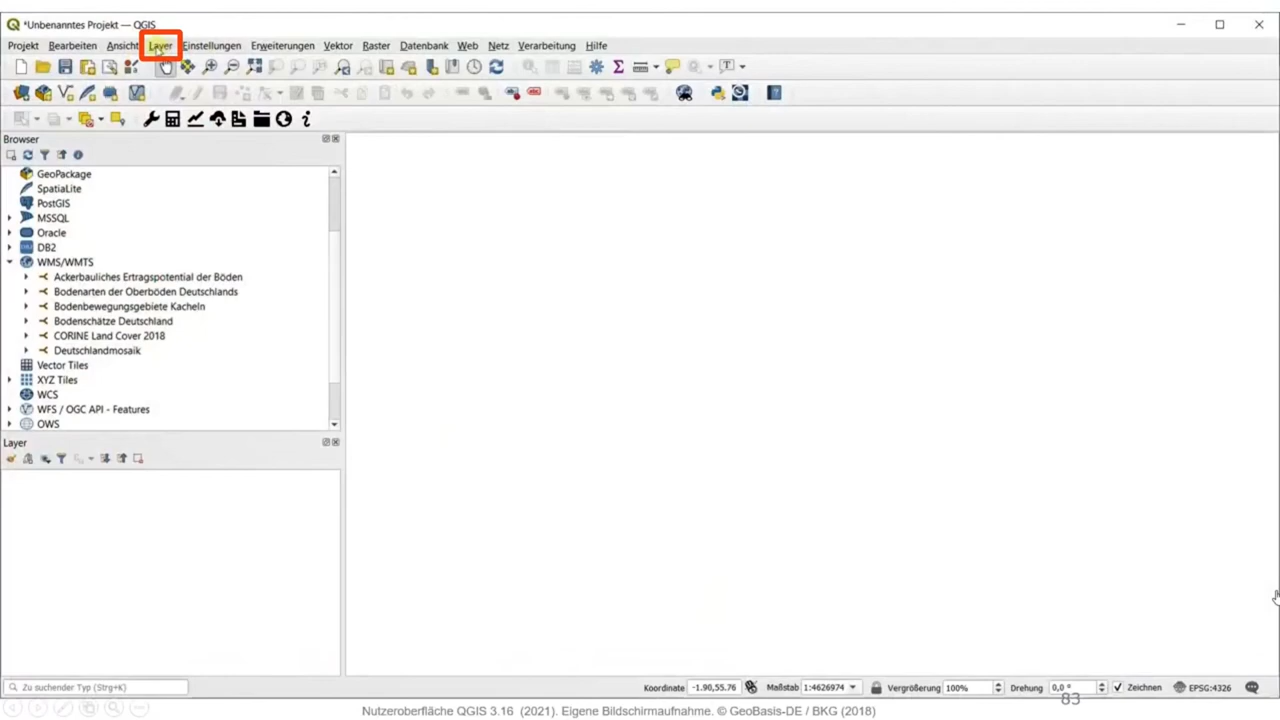 *Unbenanntes Projekt — QGIS
Projekt Bearbeiten Ansicht Layer Einstellungen Erweiterungen Vektor Raster Datenbank Web Netz Verarbeitung Hilfe
Browser
GeoPackage
SpatiaLite
PostGIS
MSSQL
Oracle
DB2
WMS/WMTS
Ackerbauliches Ertragspotential der Böden
Bodenarten der Oberböden Deutschlands
Bodenbewegungsgebiete Kacheln
Bodenschätze Deutschland
CORINE Land Cover 2018
Deutschlandmosaik
Vector Tiles
XYZ Tiles
WCS
WFS / OGC API - Features
OWS
Layer
Zu suchender Typ (Strg+K) Koordinate -1.90,55.76 Maßstab 1:4626974 Vergrößerung 100% Drehung 0,0 ° Zeichnen EPSG:4326
83
Nutzeroberfläche QGIS 3.16 (2021). Eigene Bildschirmaufnahme. © GeoBasis-DE / BKG (2018)